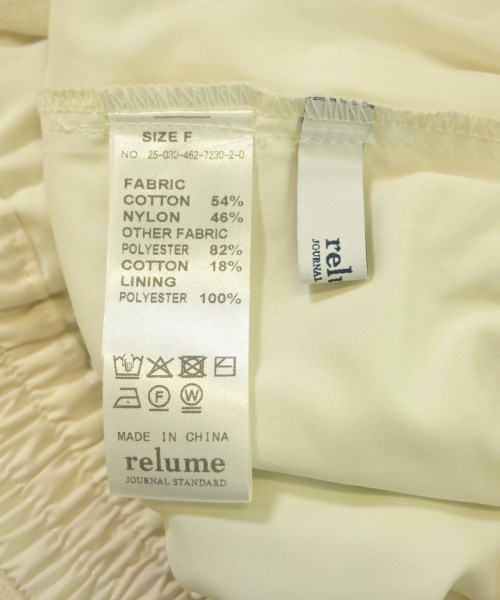 SIZE F
NO. 25-030-462-7230-2-0
FABRIC
COTTON 54%
NYLON 46%
OTHER FABRIC
POLYESTER 82%
COTTON 18%
LINING
POLYESTER 100%
F W
MADE IN CHINA
relume
JOURNAL STANDARD
relu
JOURNAL